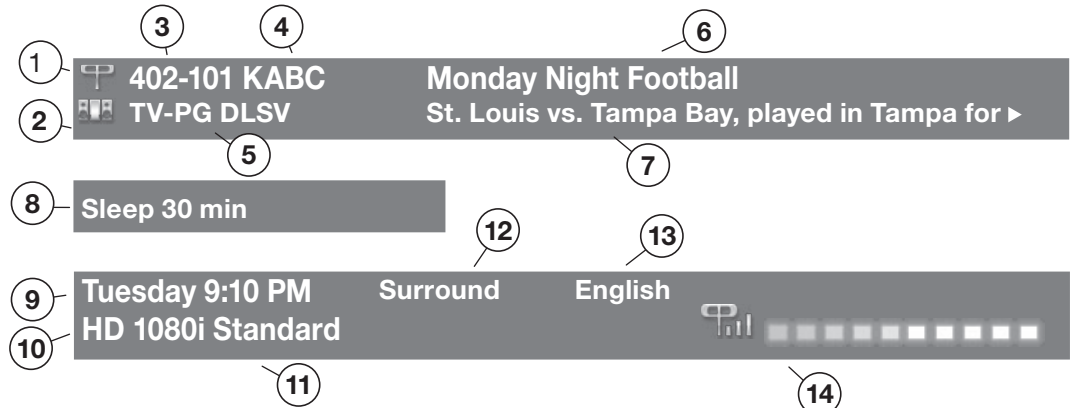 3 4 6
1 402-101 KABC Monday Night Football
2 TV-PG DLSV St. Louis vs. Tampa Bay, played in Tampa for ▶
5 7
8 Sleep 30 min
12 13
9 Tuesday 9:10 PM Surround English
10 HD 1080i Standard
11 14